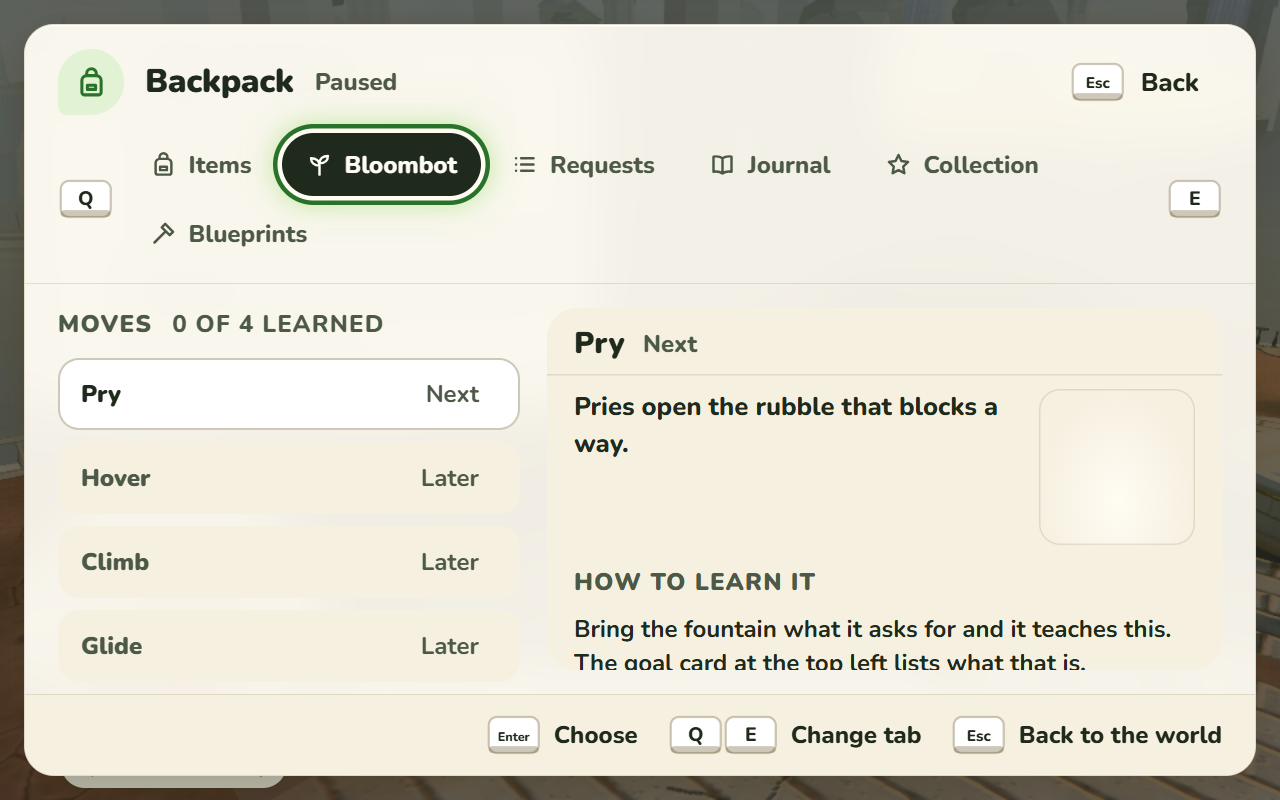 Backpack Paused
Esc Back
Items Bloombot Requests Journal Collection
Q
E
Blueprints
MOVES 0 OF 4 LEARNED
Pry Next
Hover Later
Climb Later
Glide Later
Pry Next
Pries open the rubble that blocks a
way.
HOW TO LEARN IT
Bring the fountain what it asks for and it teaches this.
The goal card at the top left lists what that is.
Enter Choose Q E Change tab Esc Back to the world